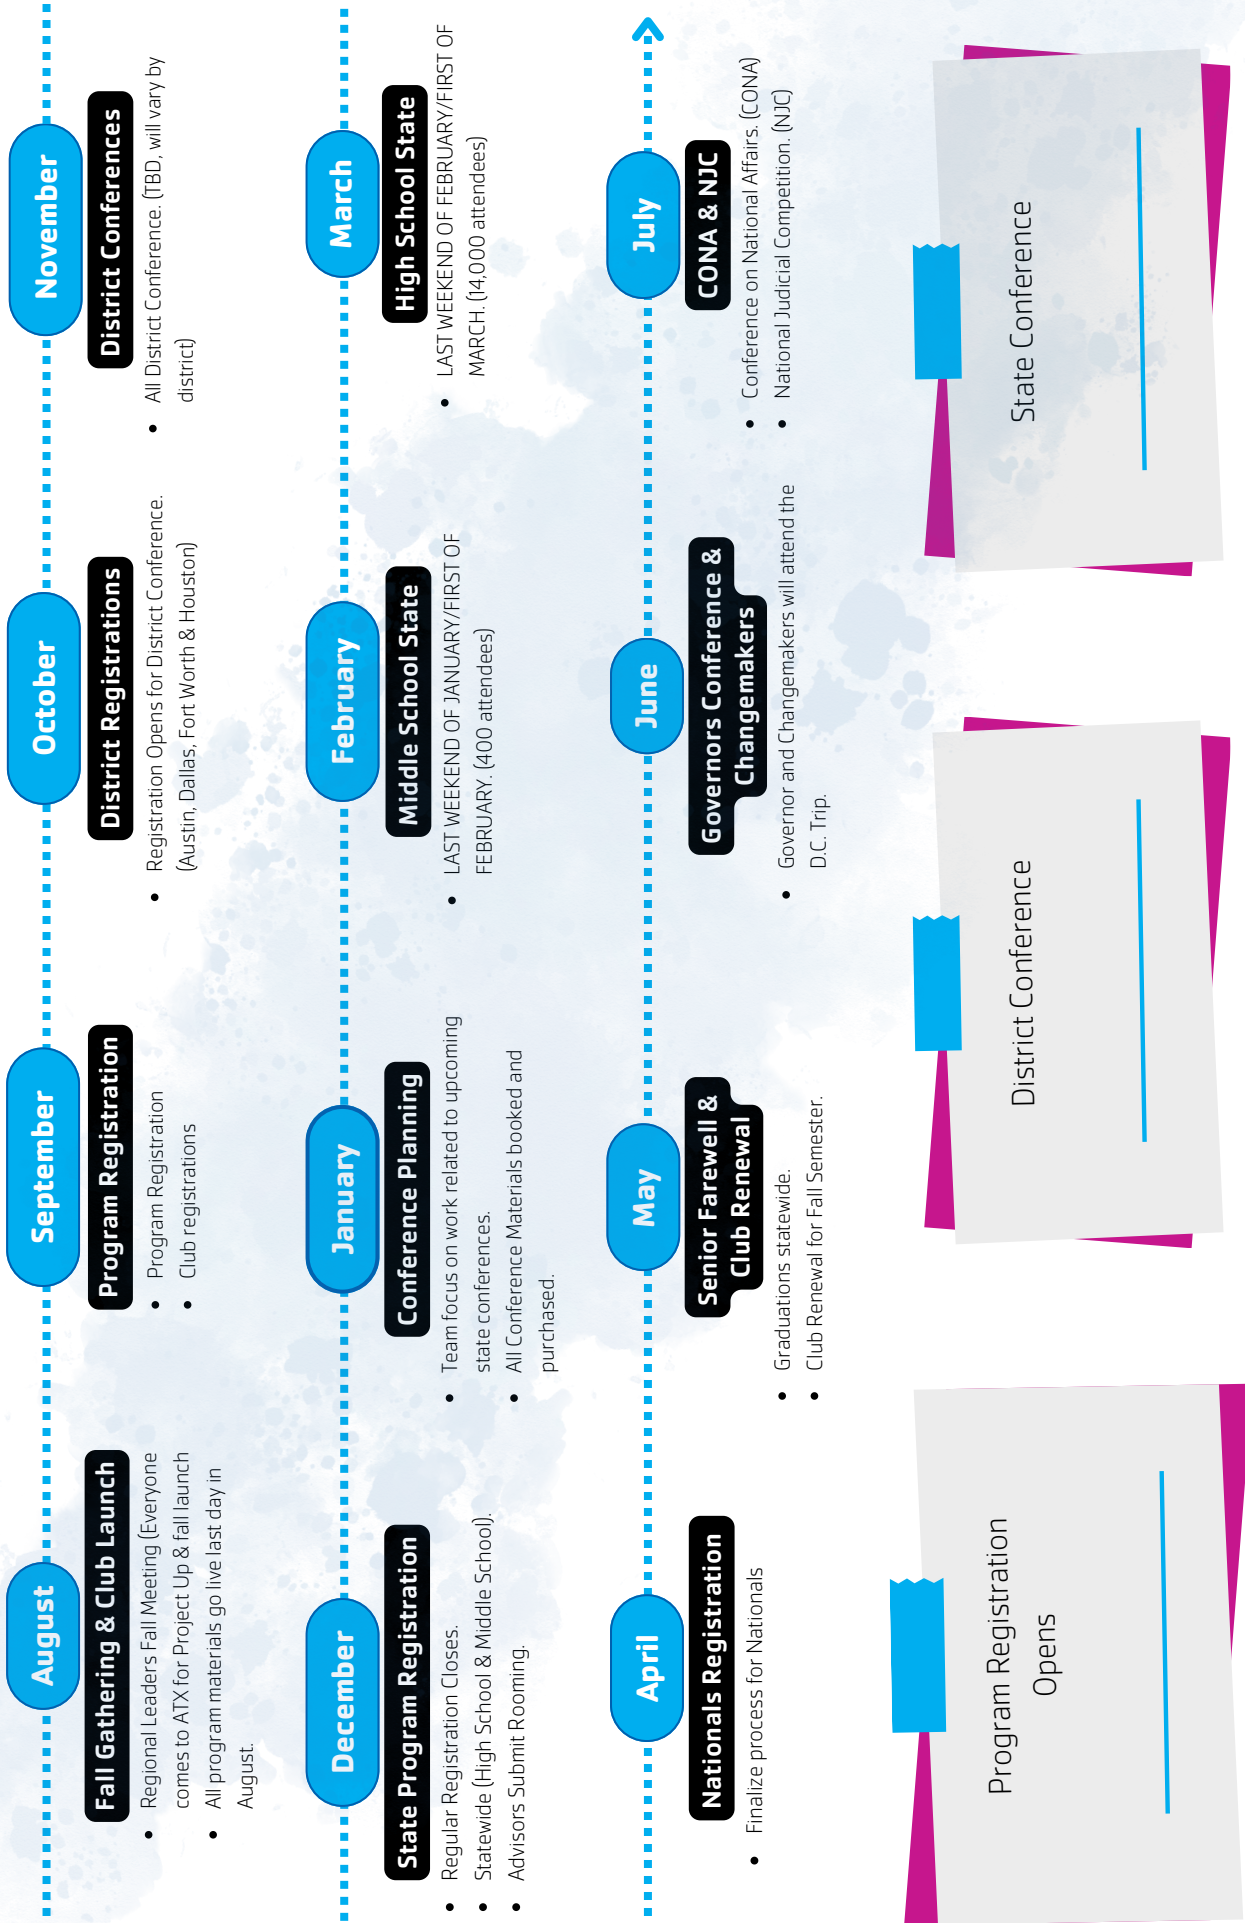 August
Fall Gathering & Club Launch
Regional Leaders Fall Meeting (Everyone
comes to ATX for Project Up & fall launch
All program materials go live last day in
August.
September
Program Registration
Program Registration
Club registrations
October
District Registrations
Registration Opens for District Conference.
(Austin, Dallas, Fort Worth & Houston)
November
District Conferences
All District Conference. (TBD, will vary by
district)
December
State Program Registration
Regular Registration Closes.
Statewide (High School & Middle School).
Advisors Submit Rooming.
January
Conference Planning
Team focus on work related to upcoming
state conferences.
All Conference Materials booked and
purchased.
February
Middle School State
LAST WEEKEND OF JANUARY/FIRST OF
FEBRUARY. (400 attendees)
March
High School State
LAST WEEKEND OF FEBRUARY/FIRST OF
MARCH. (14,000 attendees)
April
Nationals Registration
Finalize process for Nationals
May
Senior Farewell &
Club Renewal
Graduations statewide.
Club Renewal for Fall Semester.
June
Governors Conference &
Changemakers
Governor and Changemakers will attend the
D.C. Trip.
July
CONA & NJC
Conference on National Affairs. (CONA)
National Judicial Competition. (NJC)
Program Registration
Opens
District Conference
State Conference